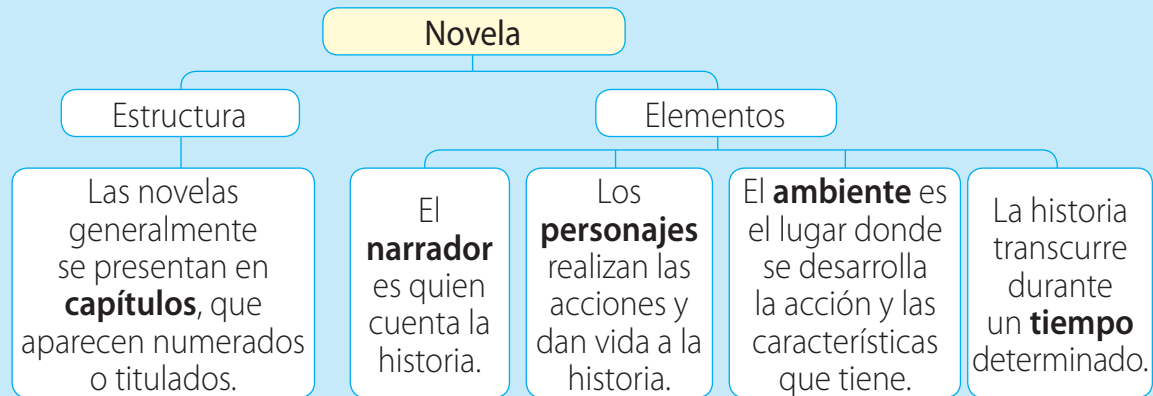 Novela
Estructura
Elementos
Las novelas
generalmente
se presentan en
capítulos, que
aparecen numerados
o titulados.
El
narrador
es quien
cuenta la
historia.
Los
personajes
realizan las
acciones y
dan vida a la
historia.
El ambiente es
el lugar donde
se desarrolla
la acción y las
características
que tiene.
La historia
transcurre
durante
un tiempo
determinado.